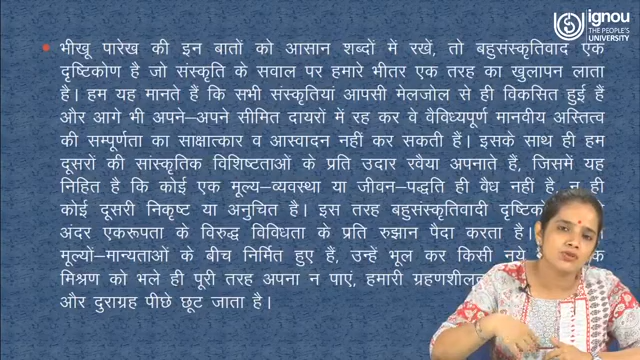 ignou
THE PEOPLE'S
UNIVERSITY
भीखू पारेख की इन बातों को आसान शब्दों में रखें, तो बहुसंस्कृतिवाद एक
दृष्टिकोण है जो संस्कृति के सवाल पर हमारे भीतर एक तरह का खुलापन लाता
है। हम यह मानते हैं कि सभी संस्कृतियां आपसी मेलजोल से ही विकसित हुई हैं
और आगे भी अपने–अपने सीमित दायरों में रह कर वे वैविध्यपूर्ण मानवीय अस्तित्व
की सम्पूर्णता का साक्षात्कार व आस्वादन नहीं कर सकती हैं। इसके साथ ही हम
दूसरों की सांस्कृतिक विशिष्टताओं के प्रति उदार रवैया अपनाते हैं, जिसमें यह
निहित है कि कोई एक मूल्य–व्यवस्था या जीवन–पद्धति ही वैध नहीं है, ही
कोई दूसरी निकृष्ट या अनुचित है। इस तरह बहुसंस्कृतिवादी
अंदर एकरूपता के विरुद्ध विविधता के प्रति रुझान पैदा करता है।
मूल्यों–मान्यताओं के बीच निर्मित हुए हैं, उन्हें भूल कर किसी नये
मिश्रण को भले ही पूरी तरह अपना न पाएं, हमारी
और दुराग्रह पीछे छूट जाता है।